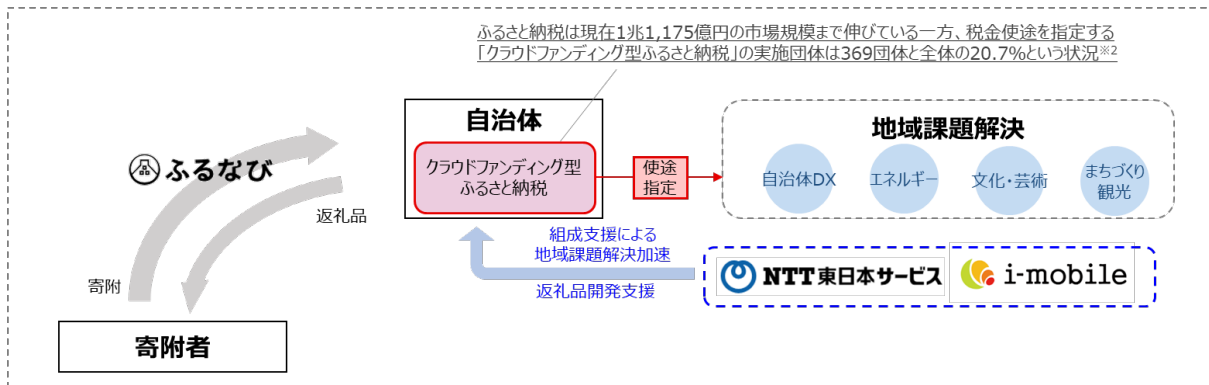 ふるさと納税は現在1兆1,175億円の市場規模まで伸びている一方、税金使途を指定する
「クラウドファンディング型ふるさと納税」の実施団体は369団体と全体の20.7%という状況※2
自治体
クラウドファンディング型
ふるさと納税
使途
指定
地域課題解決
自治体DX
エネルギー
文化・芸術
まちづくり
観光
ふるなび
返礼品
寄附
寄附者
組成支援による
地域課題解決加速
返礼品開発支援
NTT東日本サービス
i-mobile